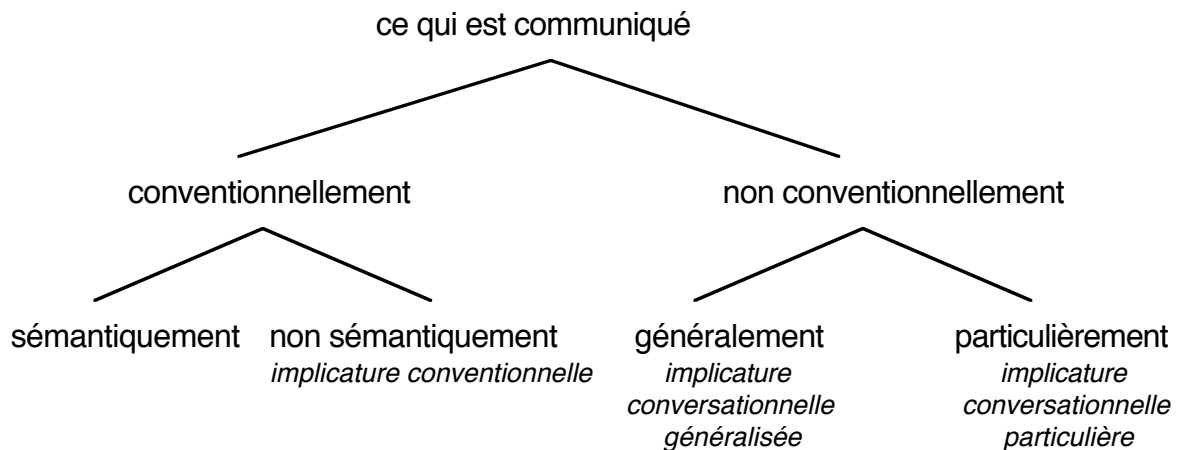 ce qui est communiqué
conventionnellement
non conventionnellement
sémantiquement
non sémantiquement
implicature conventionnelle
généralement
implicature
conversationnelle
généralisée
particulièrement
implicature
conversationnelle
particulière